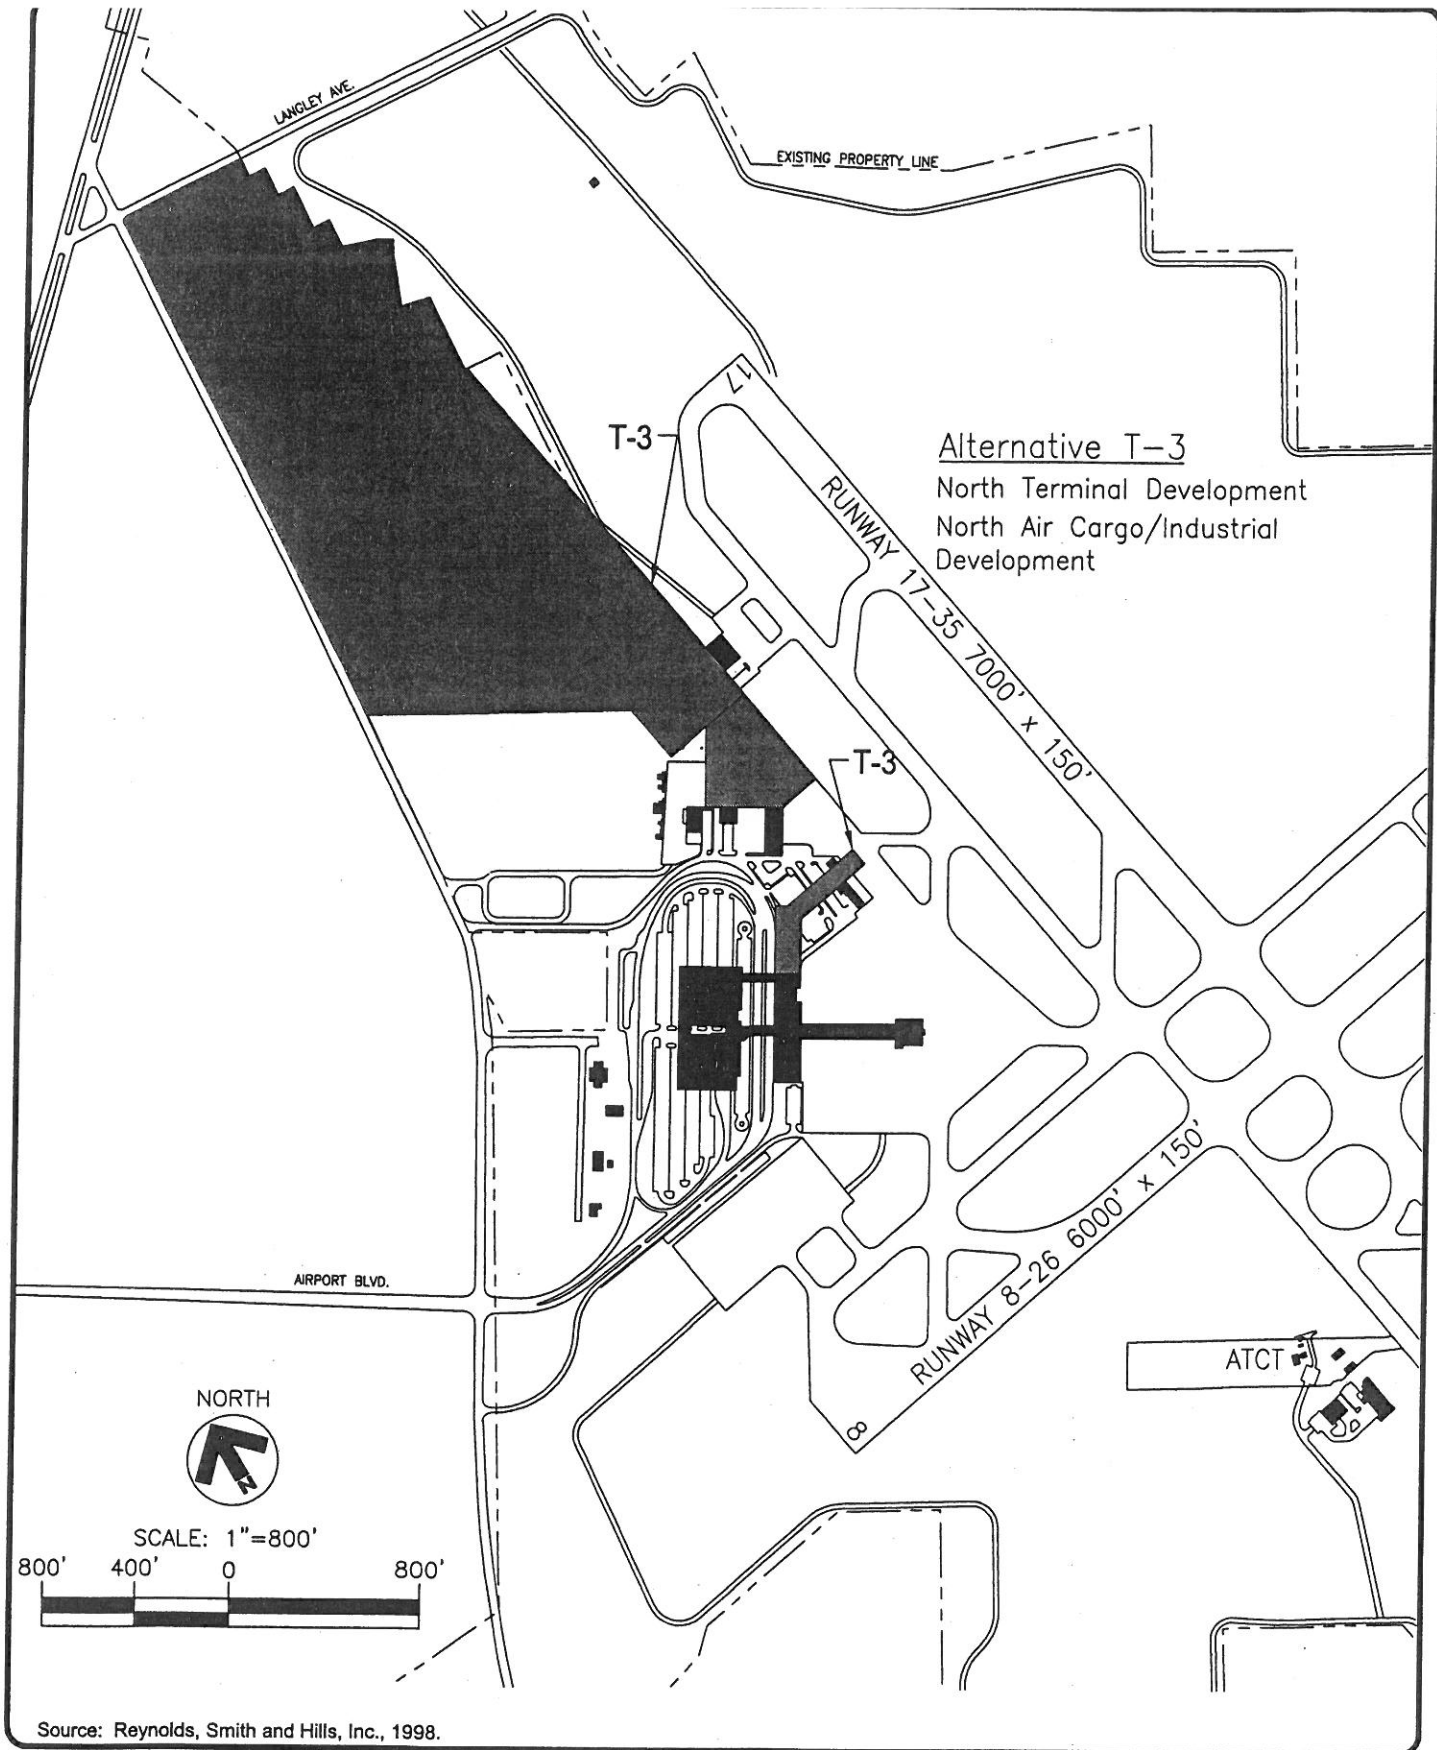 LANGLEY AVE.
EXISTING PROPERTY LINE
17
T-3
Alternative T-3
North Terminal Development
North Air Cargo/Industrial
Development
RUNWAY 17-35 7000' x 150'
T-3
RUNWAY 8-26 6000' x 150'
AIRPORT BLVD.
ATCT
8
NORTH
N
SCALE: 1"=800'
800' 400' 0 800'
Source: Reynolds, Smith and Hills, Inc., 1998.